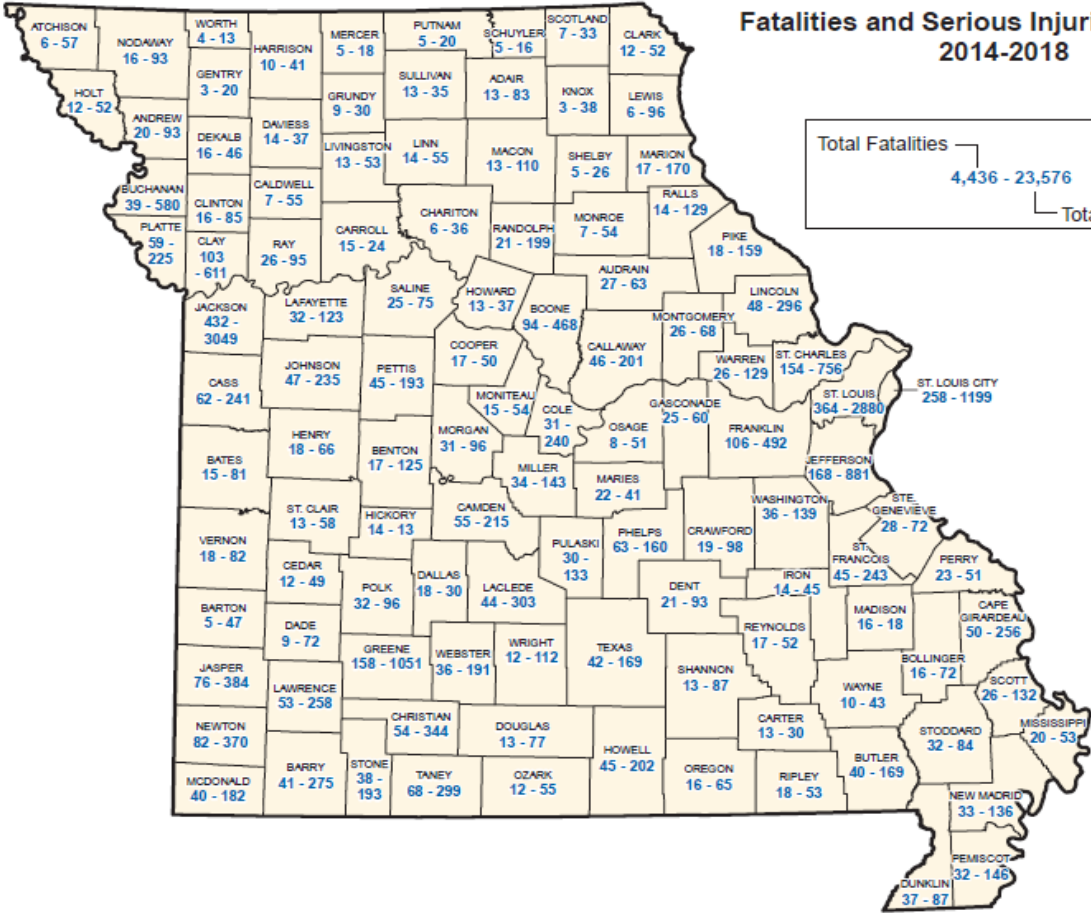 Fatalities and Serious Injuri
2014-2018
Total Fatalities
4,436 - 23,576
Tota
ATCHISON
6 - 57
NODAWAY
16 - 93
WORTH
4 - 13
HARRISON
10 - 41
MERCER
5 - 18
PUTNAM
5 - 20
SCHUYLER
5 - 16
SCOTLAND
7 - 33
CLARK
12 - 52
HOLT
12 - 52
GENTRY
3 - 20
SULLIVAN
13 - 35
ADAIR
13 - 83
KNOX
3 - 38
LEWIS
6 - 96
GRUNDY
9 - 30
ANDREW
20 - 93
DEKALB
16 - 46
DAVIESS
14 - 37
LIVINGSTON
13 - 53
LINN
14 - 55
MACON
13 - 110
SHELBY
5 - 26
MARION
17 - 170
BUCHANAN
39 - 580
CLINTON
16 - 85
CALDWELL
7 - 55
CHARITON
6 - 36
RANDOLPH
21 - 199
MONROE
7 - 54
RALLS
14 - 129
PLATTE
59 -
225
CLAY
103
- 611
RAY
26 - 95
CARROLL
15 - 24
PIKE
18 - 159
AUDRAIN
27 - 63
JACKSON
432 -
3049
LAFAYETTE
32 - 123
SALINE
25 - 75
HOWARD
13 - 37
BOONE
94 - 468
CALLAWAY
46 - 201
MONTGOMERY
26 - 68
LINCOLN
48 - 296
WARREN
26 - 129
ST. CHARLES
154 - 756
CASS
62 - 241
JOHNSON
47 - 235
PETTIS
45 - 193
COOPER
17 - 50
MONITEAU
15 - 54
COLE
31 -
240
OSAGE
8 - 51
GASCONADE
25 - 60
FRANKLIN
106 - 492
ST. LOUIS
364 - 2880
ST. LOUIS CITY
258 - 1199
BATES
15 - 81
HENRY
18 - 66
BENTON
17 - 125
MORGAN
31 - 96
MILLER
34 - 143
MARIES
22 - 41
JEFFERSON
168 - 881
VERNON
18 - 82
ST. CLAIR
13 - 58
HICKORY
14 - 13
CAMDEN
55 - 215
PULASKI
30 -
133
PHELPS
63 - 160
CRAWFORD
19 - 98
WASHINGTON
36 - 139
STE.
GENEVIEVE
28 - 72
ST.
FRANCOIS
45 - 243
PERRY
23 - 51
CEDAR
12 - 49
POLK
32 - 96
DALLAS
18 - 30
LACLEDE
44 - 303
DENT
21 - 93
IRON
14 - 45
MADISON
16 - 18
CAPE
GIRARDEAU
50 - 256
BARTON
5 - 47
DADE
9 - 72
GREENE
158 - 1051
WEBSTER
36 - 191
WRIGHT
12 - 112
TEXAS
42 - 169
REYNOLDS
17 - 52
BOLLINGER
16 - 72
JASPER
76 - 384
LAWRENCE
53 - 258
SHANNON
13 - 87
WAYNE
10 - 43
SCOTT
26 - 132
MISSISSIPPI
20 - 53
NEWTON
82 - 370
CHRISTIAN
54 - 344
DOUGLAS
13 - 77
HOWELL
45 - 202
CARTER
13 - 30
STODDARD
32 - 84
MCDONALD
40 - 182
BARRY
41 - 275
STONE
38 -
193
TANEY
68 - 299
OZARK
12 - 55
OREGON
16 - 65
RIPLEY
18 - 53
BUTLER
40 - 169
NEW MADRID
33 - 136
PEMISCOT
32 - 146
DUNKLIN
37 - 87